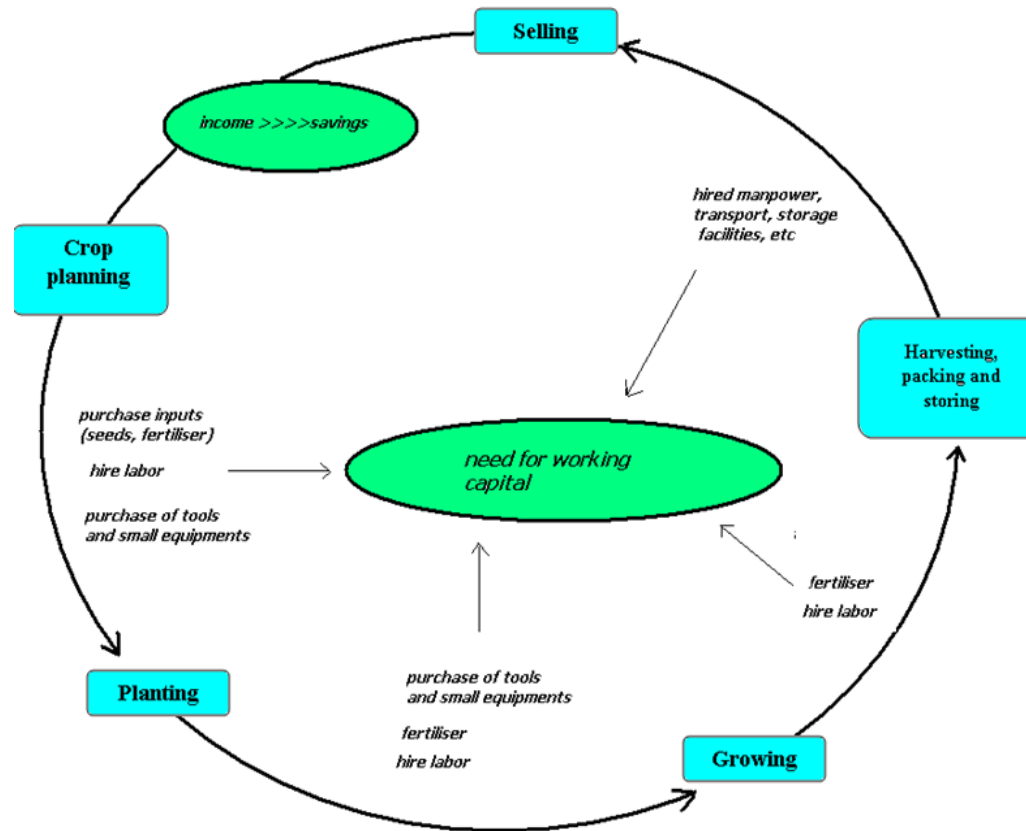 Selling
income >>>>savings
hired manpower,
transport, storage
facilities, etc
Crop
planning
Harvesting,
packing and
storing
purchase inputs
(seeds, fertiliser)
hire labor
purchase of tools
and small equipments
need for working
capital
fertiliser
hire labor
Planting
purchase of tools
and small equipments
fertiliser
hire labor
Growing